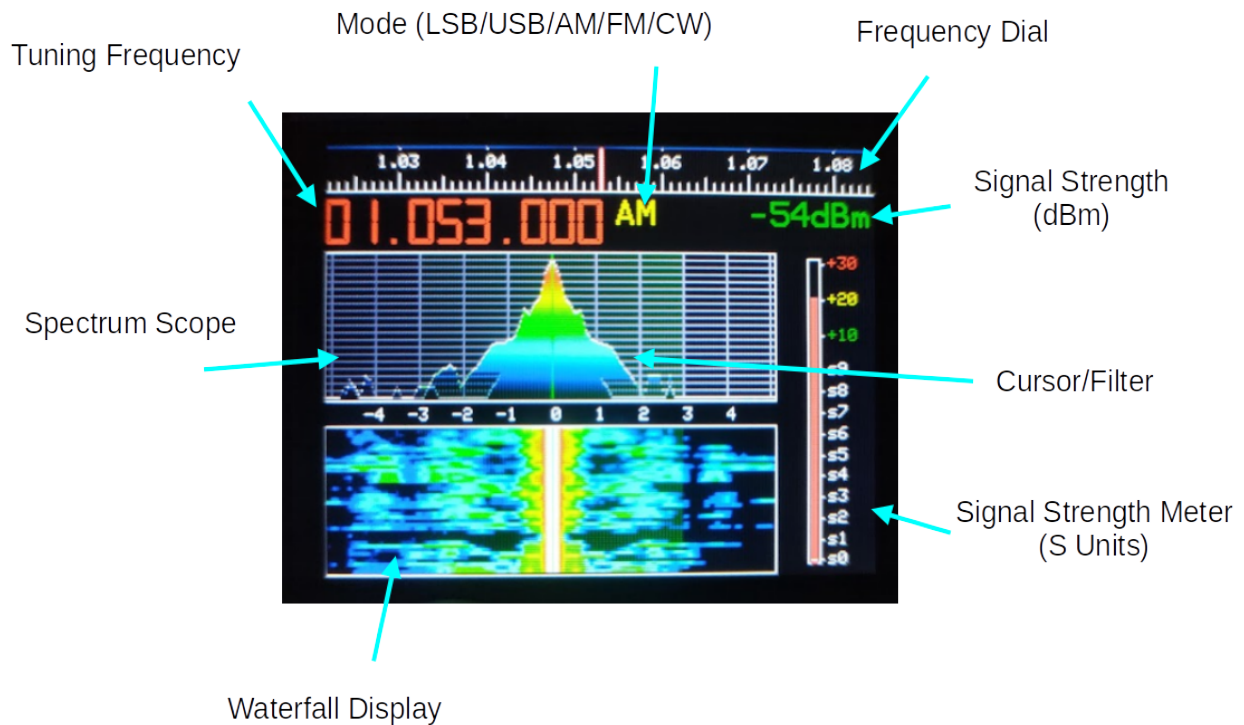 Mode (LSB/USB/AM/FM/CW)
Frequency Dial
Tuning Frequency
1.03 1.04 1.05 1.06 1.07 1.08
Signal Strength
(dBm)
01.053.000 AM -54dBm
+30
+20
+10
Spectrum Scope
Cursor/Filter
s9
s8
s7
-4 -3 -2 -1 0 1 2 3 4
s6
s5
s4
s3
s2
s1
s0
Signal Strength Meter
(S Units)
Waterfall Display